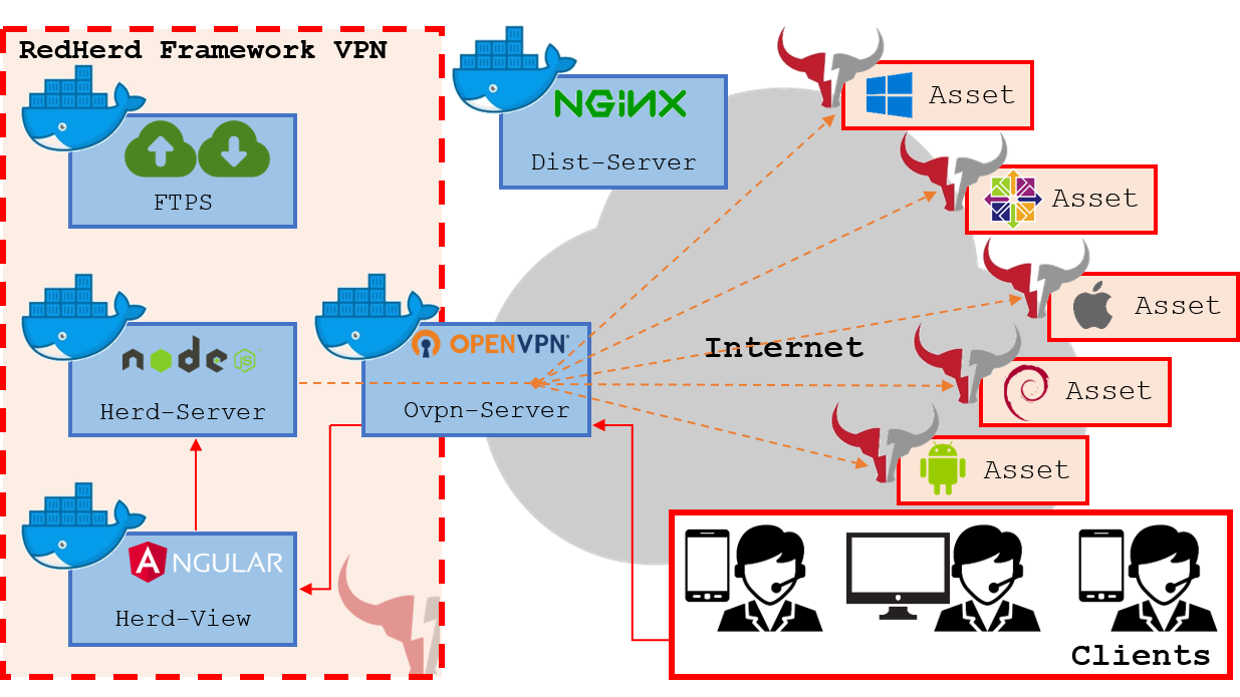 RedHerd Framework VPN
FTPS
NGiNX
Dist-Server
Asset
Asset
Asset
Asset
Asset
Internet
node
JS
Herd-Server
OPENVPN
Ovpn-Server
ANGULAR
Herd-View
Clients